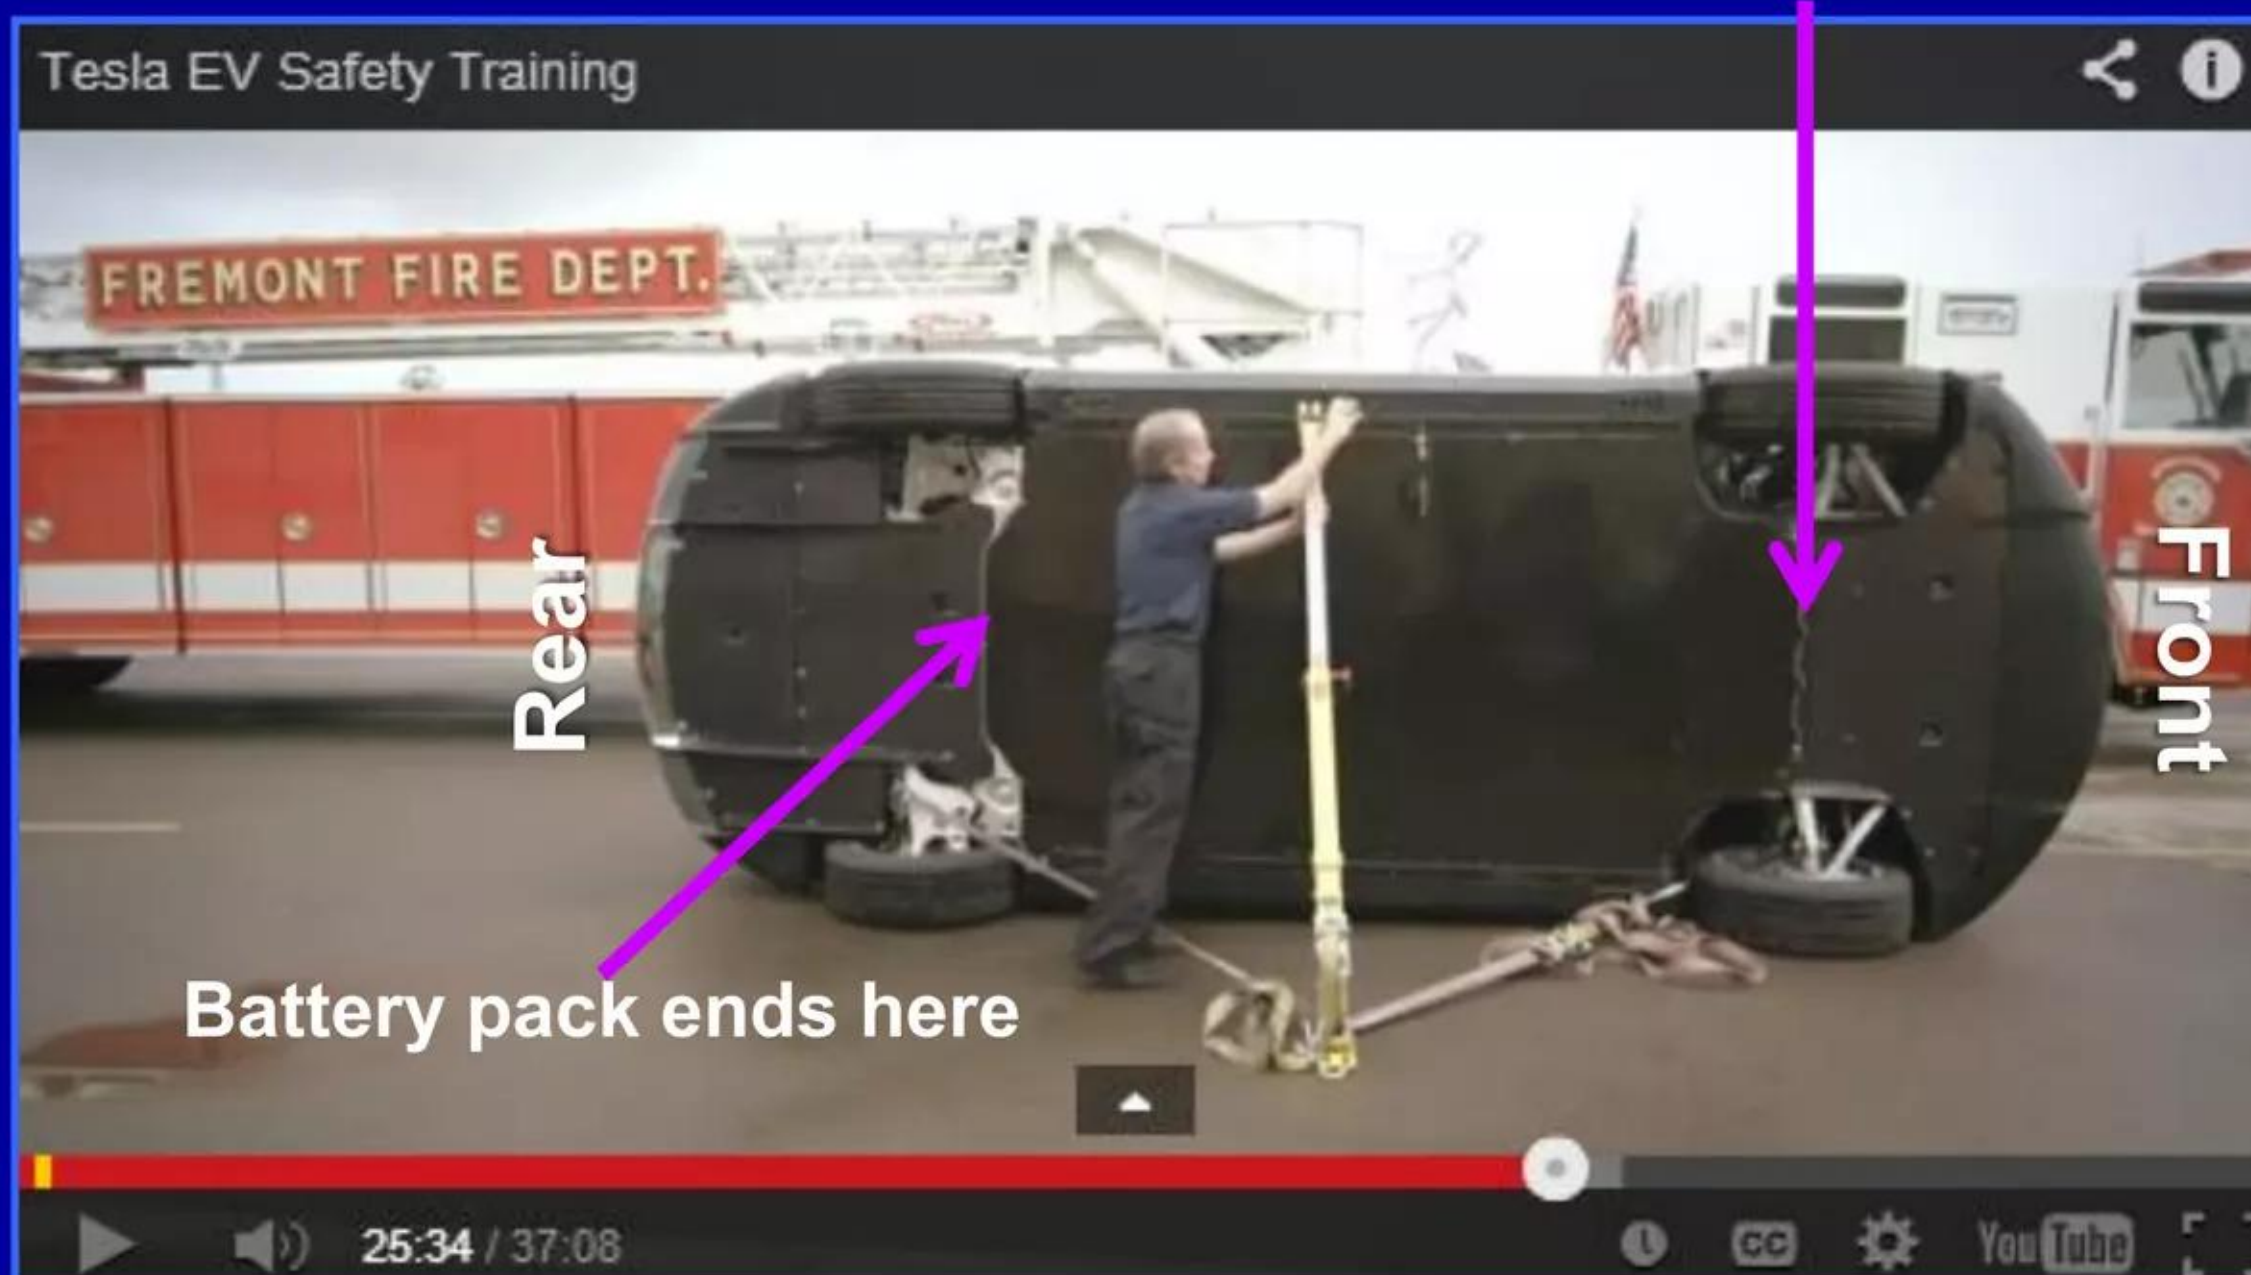 Tesla EV Safety Training
i
FREMONT FIRE DEPT.
Rear
Front
Battery pack ends here
25:34 / 37:08
CC
YouTube